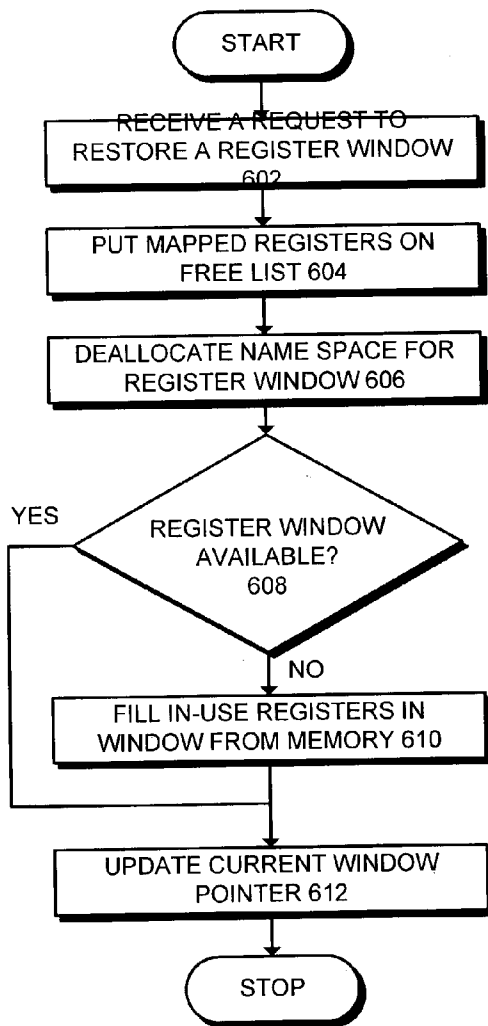 START
RECEIVE A REQUEST TO
RESTORE A REGISTER WINDOW
602
PUT MAPPED REGISTERS ON
FREE LIST 604
DEALLOCATE NAME SPACE FOR
REGISTER WINDOW 606
YES
REGISTER WINDOW
AVAILABLE?
608
NO
FILL IN-USE REGISTERS IN
WINDOW FROM MEMORY 610
UPDATE CURRENT WINDOW
POINTER 612
STOP